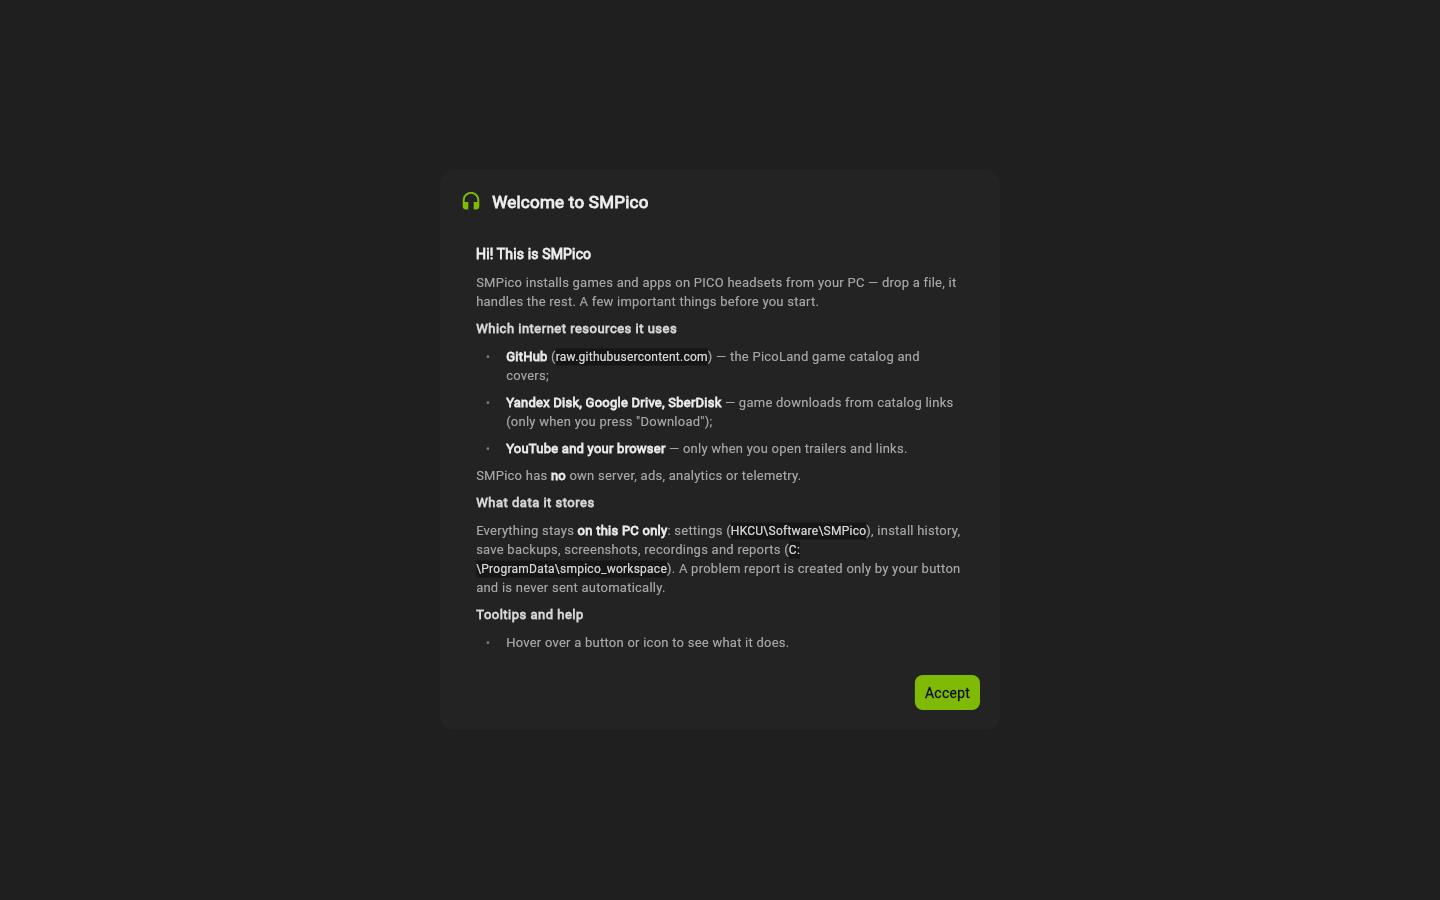 Welcome to SMPico
Hi! This is SMPico
SMPico installs games and apps on PICO headsets from your PC — drop a file, it
handles the rest. A few important things before you start.
Which internet resources it uses
• GitHub (raw.githubusercontent.com) — the PicoLand game catalog and
covers;
• Yandex Disk, Google Drive, SberDisk — game downloads from catalog links
(only when you press "Download");
• YouTube and your browser — only when you open trailers and links.
SMPico has no own server, ads, analytics or telemetry.
What data it stores
Everything stays on this PC only: settings (HKCU\Software\SMPico), install history,
save backups, screenshots, recordings and reports (C:
\ProgramData\smpico_workspace). A problem report is created only by your button
and is never sent automatically.
Tooltips and help
• Hover over a button or icon to see what it does.
Accept